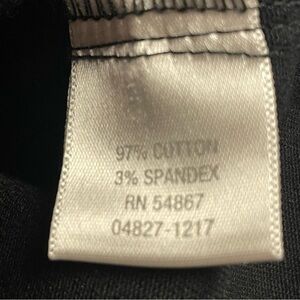 97% COTTON
3% SPANDEX
RN 54867
04827-1217